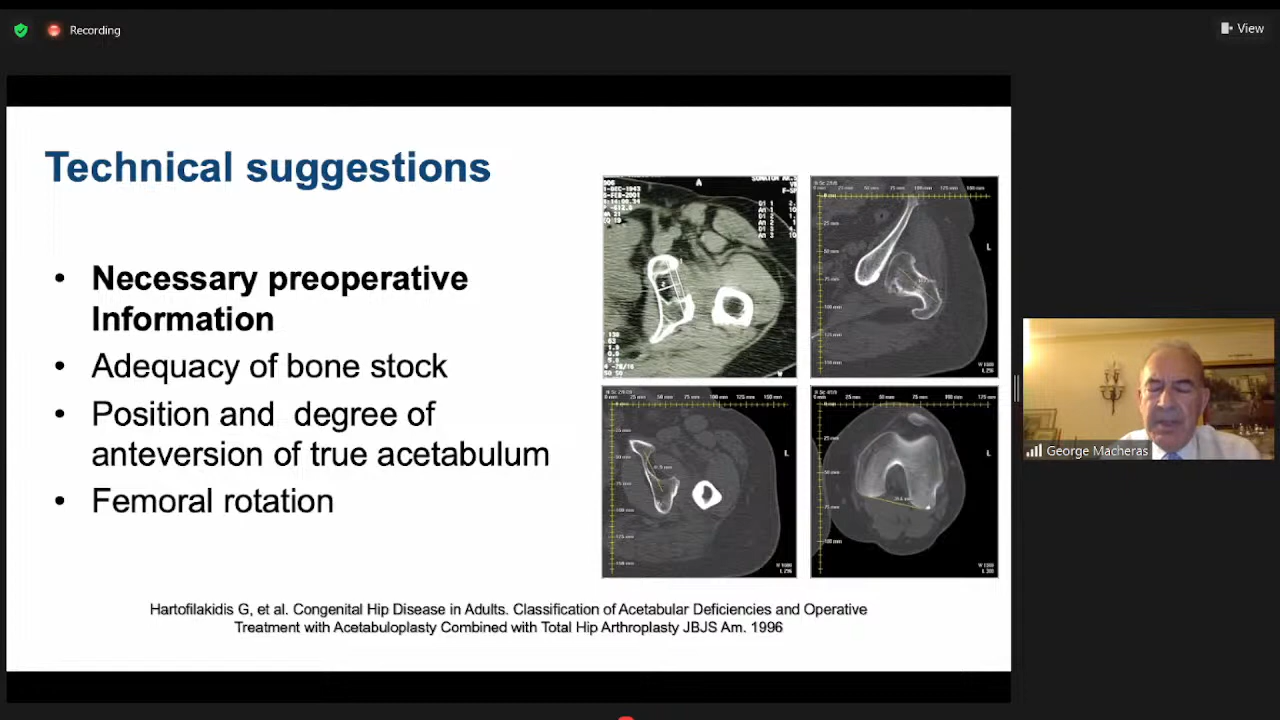 Recording
View
Technical suggestions
• Necessary preoperative
Information
• Adequacy of bone stock
• Position and degree of
anteversion of true acetabulum
• Femoral rotation
Hartofilakidis G, et al. Congenital Hip Disease in Adults. Classification of Acetabular Deficiencies and Operative
Treatment with Acetabuloplasty Combined with Total Hip Arthroplasty JBJS Am. 1996
A
L
L
L
George Macheras